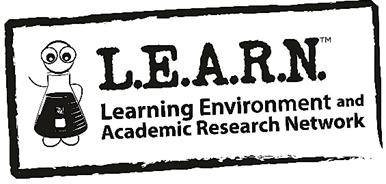 L.E.A.R.N.™
Learning Environment and
Academic Research Network